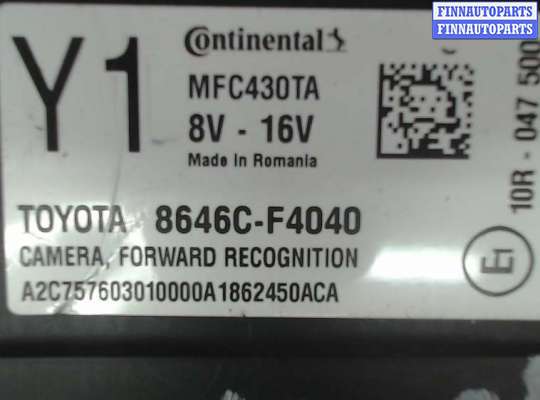 FINNAUTOPARTS
FINNAUTOPARTS
Y1
Continental
MFC430TA
8V - 16V
Made in Romania
TOYOTA 8646C-F4040
CAMERA, FORWARD RECOGNITION
A2C757603010000A1862450ACA
10R - 047 500